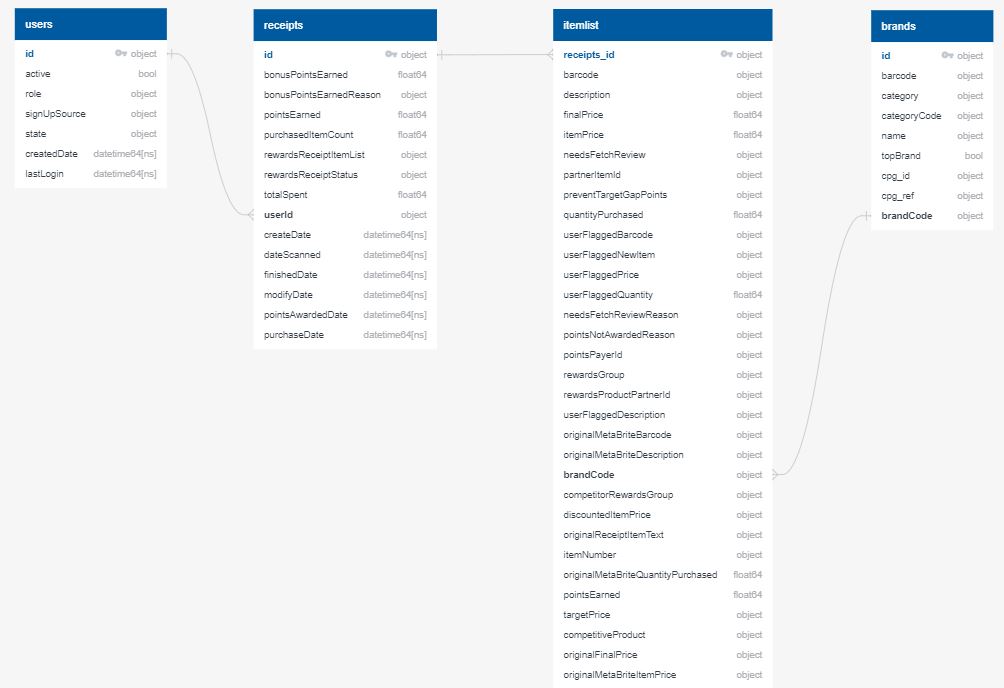 users
id object
active bool
role object
signUpSource object
state object
createdDate datetime64[ns]
lastLogin datetime64[ns]
receipts
id object
bonusPointsEarned float64
bonusPointsEarnedReason object
pointsEarned float64
purchasedItemCount float64
rewardsReceiptItemList object
rewardsReceiptStatus object
totalSpent float64
userId object
createDate datetime64[ns]
dateScanned datetime64[ns]
finishedDate datetime64[ns]
modifyDate datetime64[ns]
pointsAwardedDate datetime64[ns]
purchaseDate datetime64[ns]
itemlist
receipts_id object
barcode object
description object
finalPrice float64
itemPrice float64
needsFetchReview object
partnerItemId object
preventTargetGapPoints object
quantityPurchased float64
userFlaggedBarcode object
userFlaggedNewItem object
userFlaggedPrice object
userFlaggedQuantity float64
needsFetchReviewReason object
pointsNotAwardedReason object
pointsPayerId object
rewardsGroup object
rewardsProductPartnerId object
userFlaggedDescription object
originalMetaBriteBarcode object
originalMetaBriteDescription object
brandCode object
competitorRewardsGroup object
discountedItemPrice object
originalReceiptItemText object
itemNumber object
originalMetaBriteQuantityPurchased float64
pointsEarned float64
targetPrice object
competitiveProduct object
originalFinalPrice object
originalMetaBriteItemPrice object
brands
id object
barcode object
category object
categoryCode object
name object
topBrand bool
cpg_id object
cpg_ref object
brandCode object